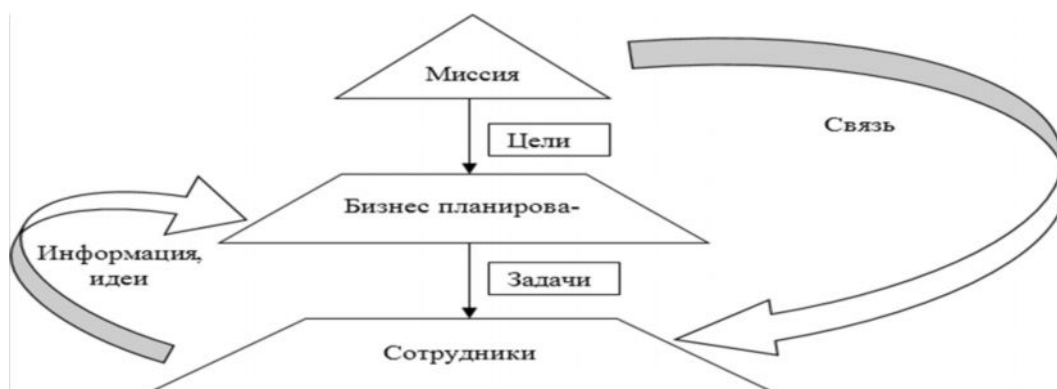 Миссия
Связь
Цели
Бизнес планирова-
Информация,
идеи
Задачи
Сотрудники